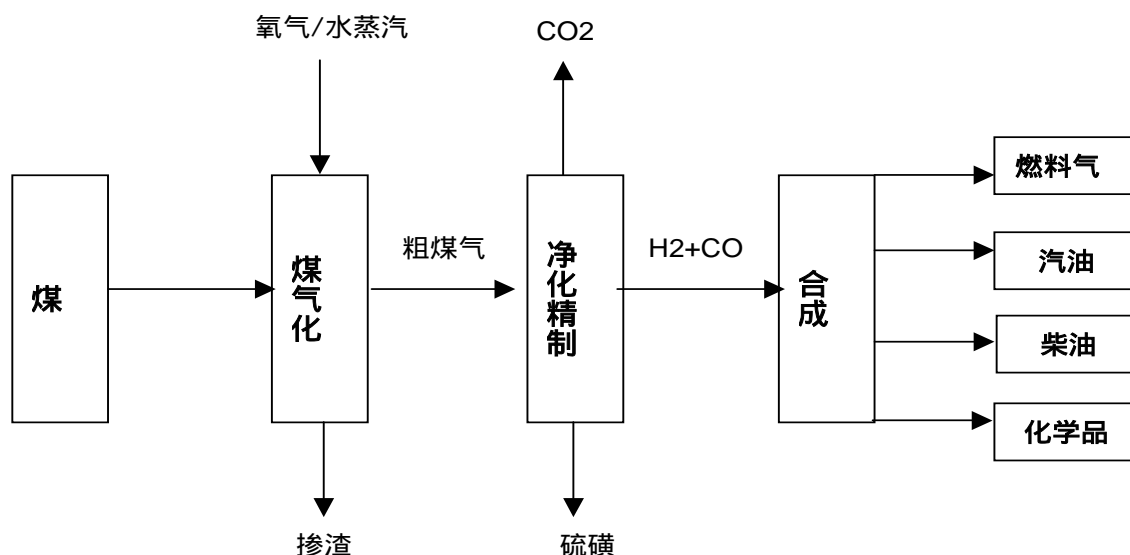 氧气/水蒸汽
CO2
燃料气
粗煤气
H2+CO
汽油
煤
煤气化
净化精制
合成
柴油
化学品
掺渣
硫磺